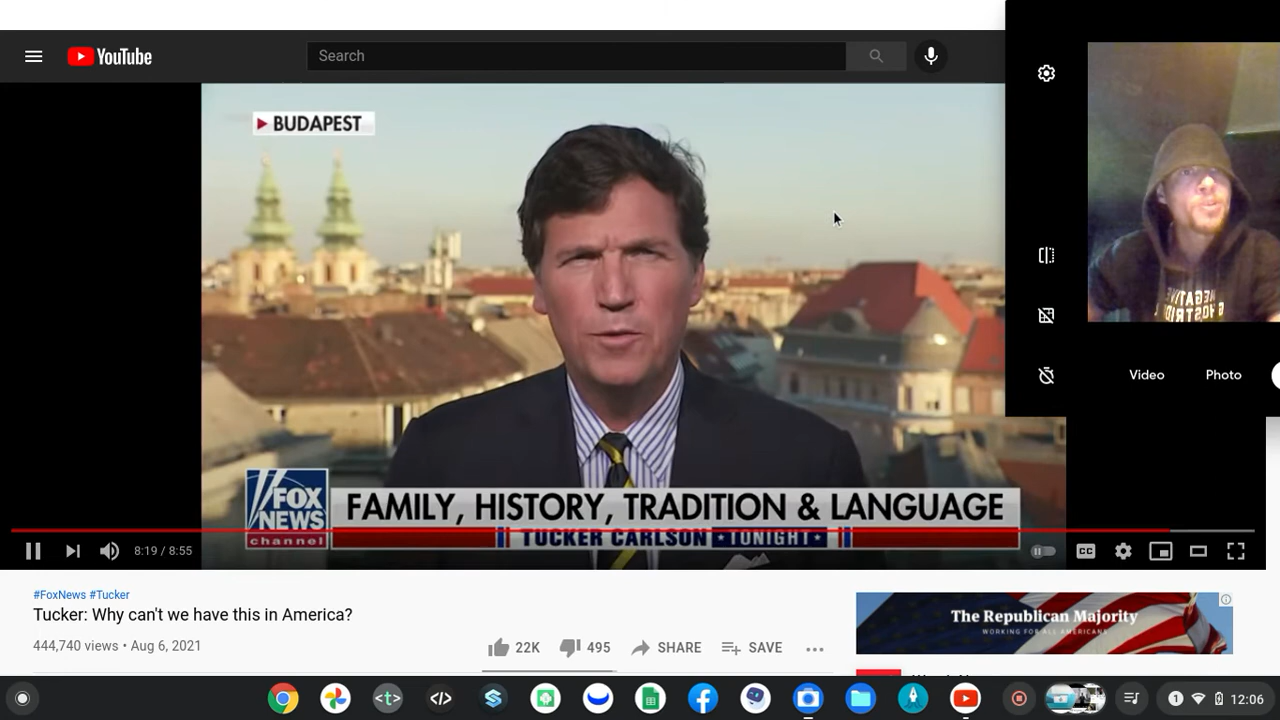 YouTube
Search
BUDAPEST
FOX
NEWS
channel
FAMILY, HISTORY, TRADITION & LANGUAGE
TUCKER CARLSON TONIGHT
8:19 / 8:55
CC
Video
Photo
#FoxNews #Tucker
Tucker: Why can't we have this in America?
444,740 views • Aug 6, 2021
22K
495
SHARE
SAVE
The Republican Majority
WORKING FOR ALL AMERICANS
<t>
</>
1
12:06